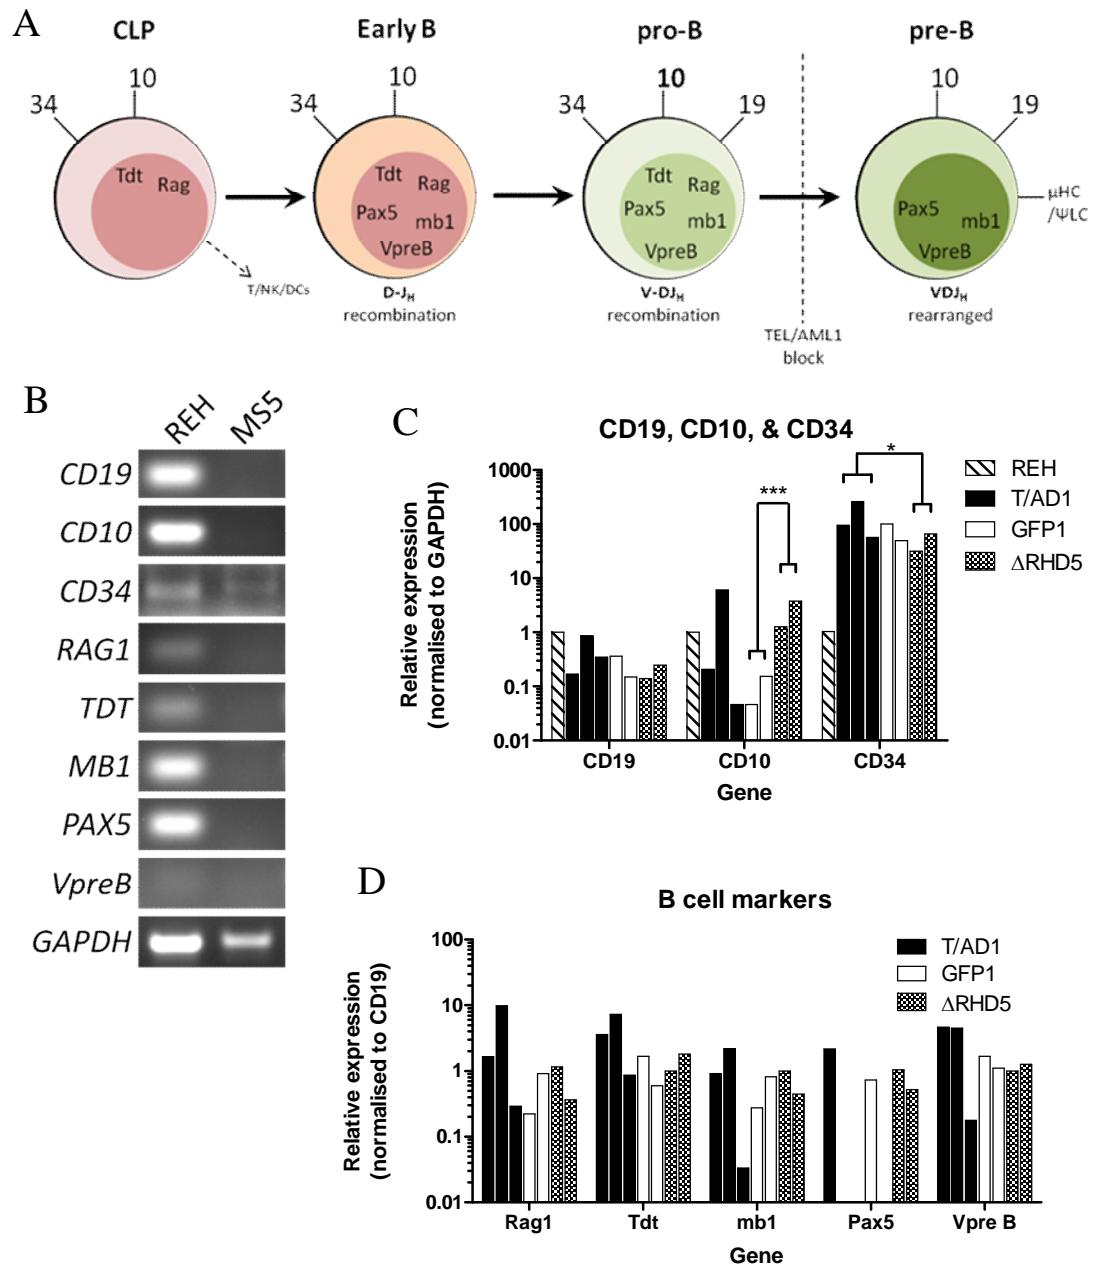 A
CLP
Early B
pro-B
pre-B
34
10
34
10
34
10
19
10
19
Tdt
Rag
Tdt
Rag
Pax5
mb1
VpreB
Tdt
Rag
Pax5
mb1
VpreB
Pax5
mb1
VpreB
μHC
/ΨLC
T/NK/DCs
D-JH
recombination
V-DJH
recombination
VDJH
rearranged
TEL/AML1
block
B
REH
MS5
CD19
CD10
CD34
RAG1
TDT
MB1
PAX5
VpreB
GAPDH
C
CD19, CD10, & CD34
Relative expression
(normalised to GAPDH)
1000
100
10
1
0.1
0.01
***
*
CD19
CD10
CD34
Gene
REH
T/AD1
GFP1
ΔRHD5
D
B cell markers
Relative expression
(normalised to CD19)
100
10
1
0.1
0.01
Rag1
Tdt
mb1
Pax5
Vpre B
Gene
T/AD1
GFP1
ΔRHD5